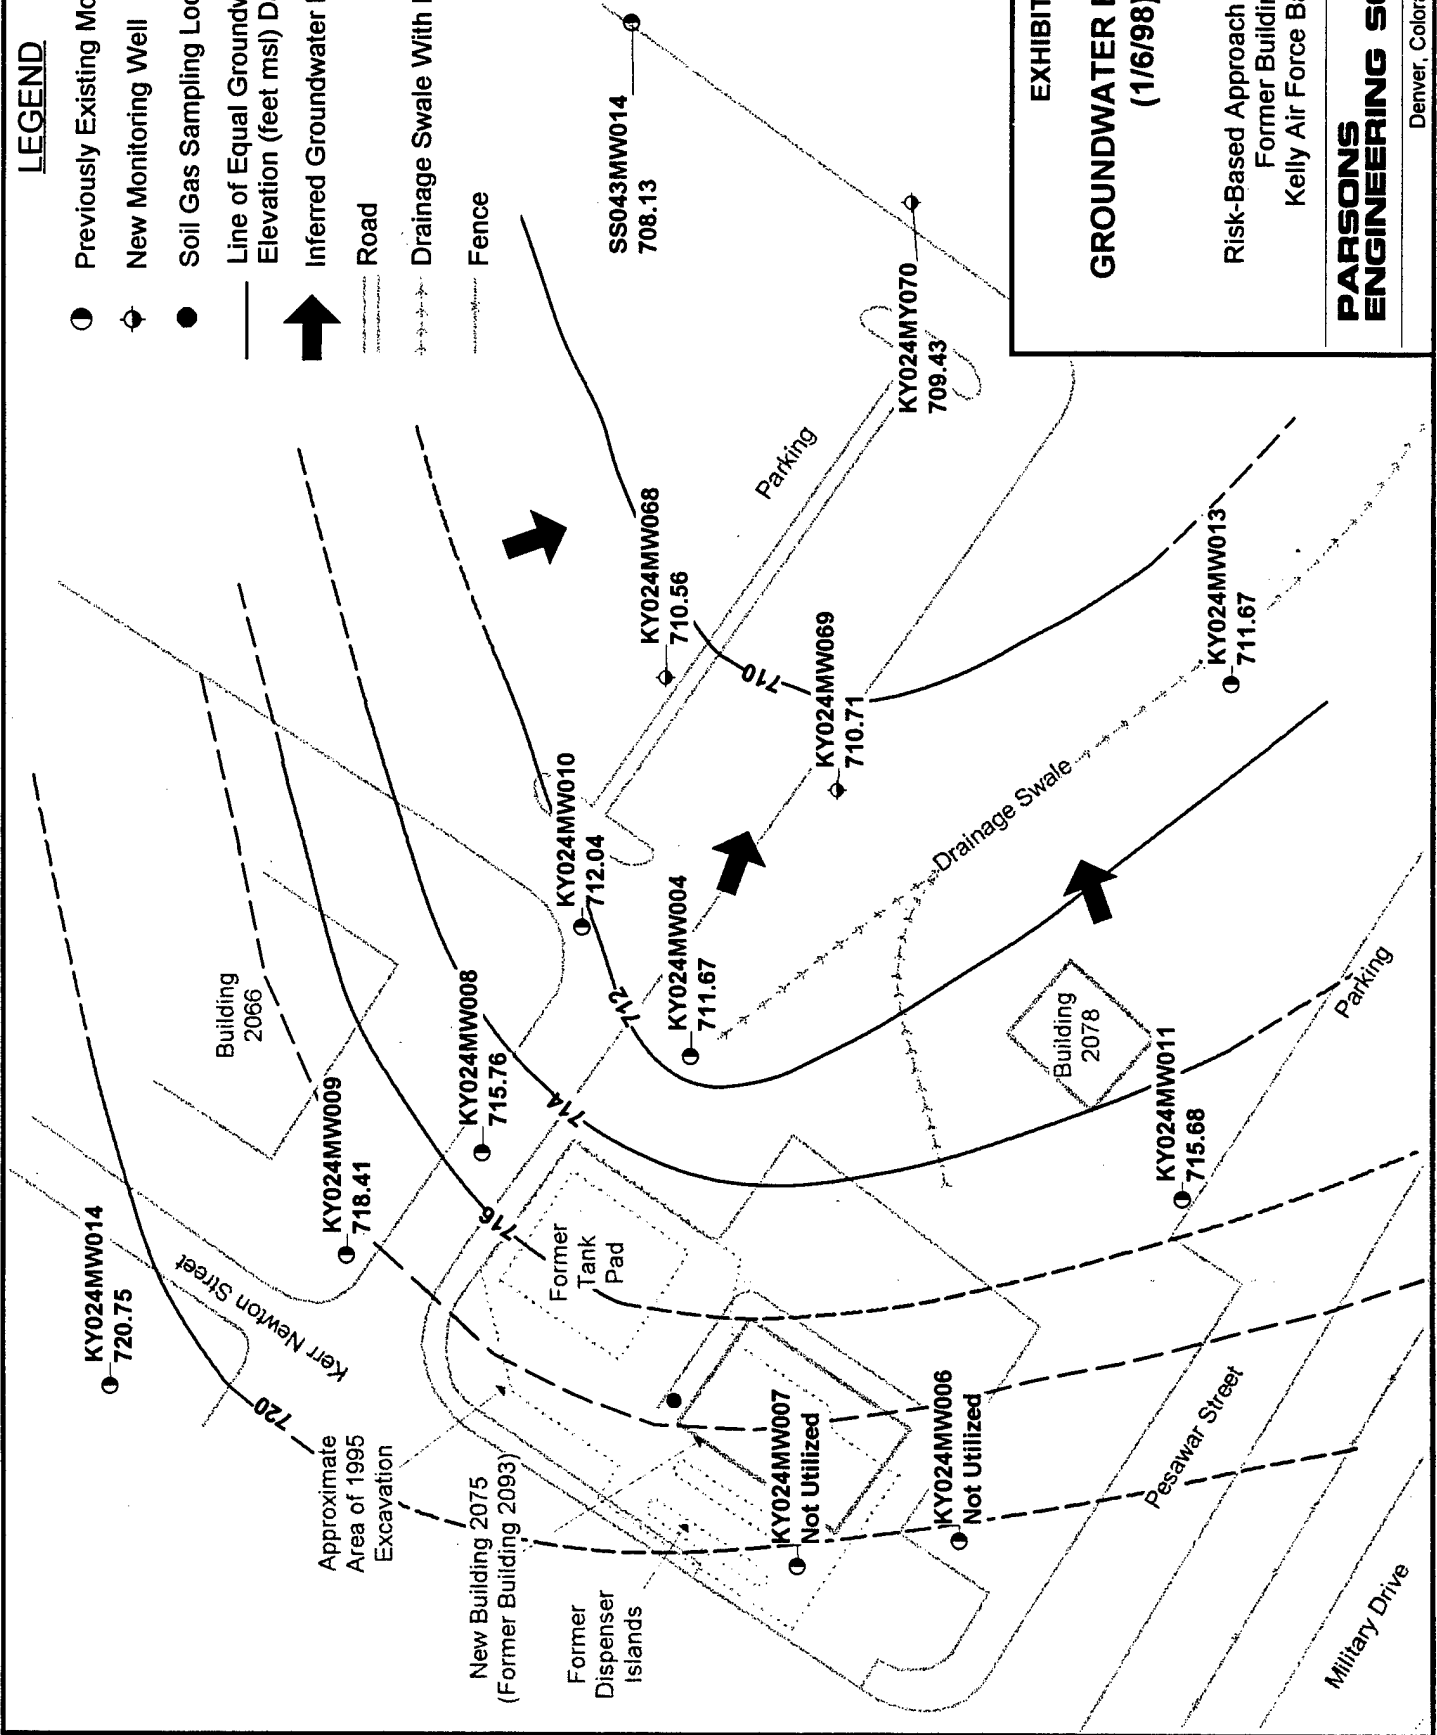 LEGEND
Previously Existing Mo
New Monitoring Well
Soil Gas Sampling Loc
Line of Equal Groundw
Elevation (feet msl) D
Inferred Groundwater
Road
Drainage Swale With
Fence
KY024MW014
720.75
Kerr Newton Street
720
KY024MW009
718.41
Building
2066
KY024MW008
715.76
716
714
712
710
KY024MW010
712.04
KY024MW004
711.67
KY024MW068
710.56
KY024MW069
710.71
SS043MW014
708.13
KY024MY070
709.43
Parking
KY024MW013
711.67
Drainage Swale
Building
2078
KY024MW011
715.68
Parking
Former
Tank
Pad
Approximate
Area of 1995
Excavation
New Building 2075
(Former Building 2093)
Former
Dispenser
Islands
KY024MW007
Not Utilized
KY024MW006
Not Utilized
Pesawar Street
Military Drive
EXHIBIT
GROUNDWATER
(1/6/98)
Risk-Based Approach
Former Buildin
Kelly Air Force Ba
PARSONS
ENGINEERING SC
Denver, Colora